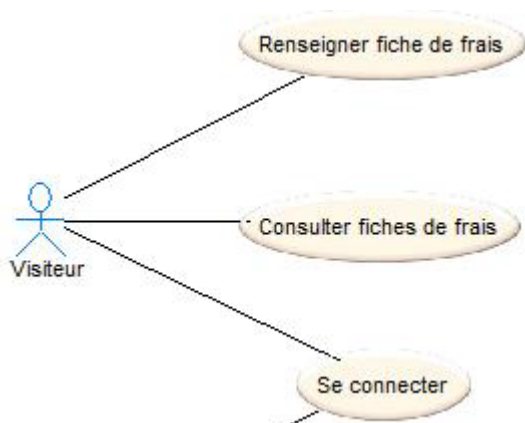 Renseigner fiche de frais
Consulter fiches de frais
Visiteur
Se connecter